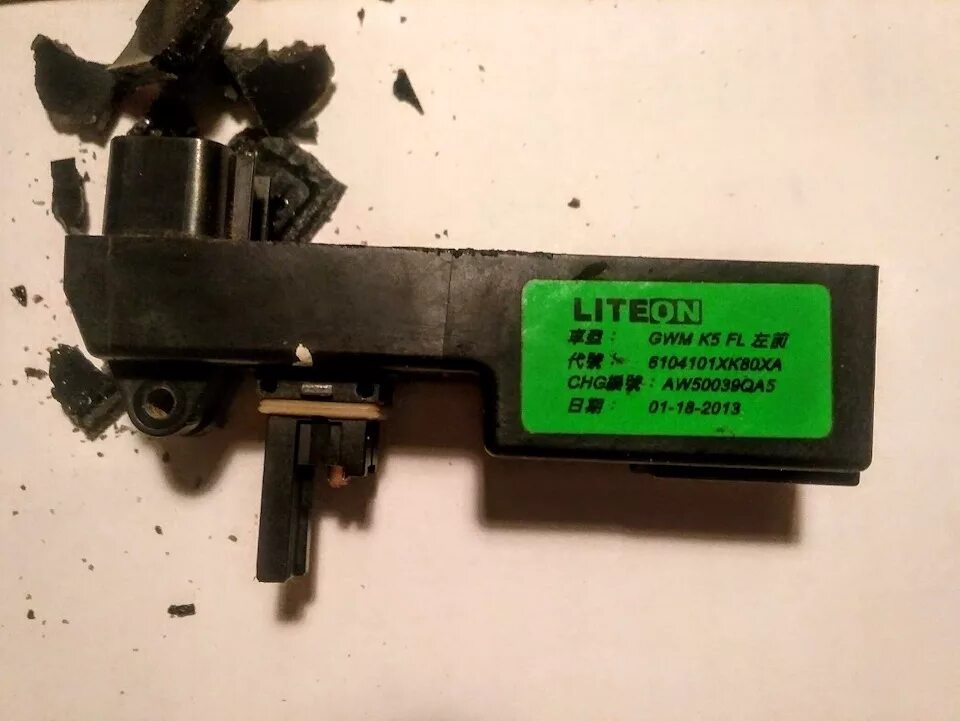 LITEON
車型： GWM K5 FL 左前
代號： 6104101XK80XA
CHG編號： AW50039QA5
日期： 01-18-2013